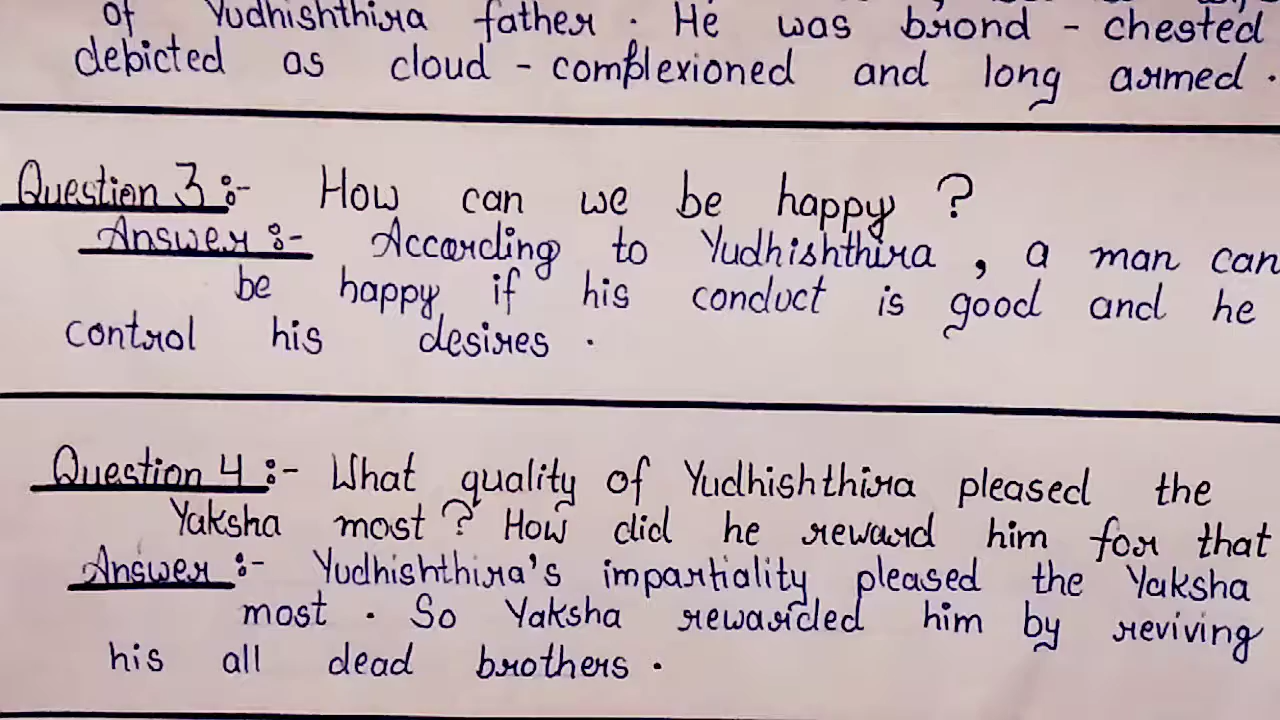 of Yudhishthira father . He was brond - chested
depicted as cloud - complexioned and long armed .
Question 3 :- How can we be happy ?
Answer :- According to Yudhishthira , a man can
be happy if his conduct is good and he
control his desires .
Question 4 :- What quality of Yudhishthira pleased the
Yaksha most ? How did he reward him for that
Answer :- Yudhishthira's impartiality pleased the Yaksha
most . So Yaksha rewarded him by reviving
his all dead brothers .